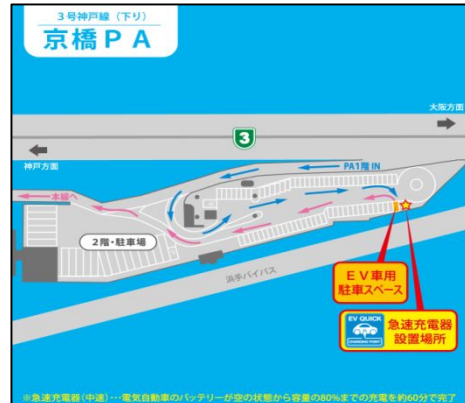 3号神戸線（下り）
京橋ＰＡ
大阪方面
3
神戸方面
PA1階 IN
本線へ
2階・駐車場
浜手バイパス
ＥＶ車用
駐車スペース
EV QUICK
CHARGING POINT
急速充電器
設置場所
※急速充電器（中速）…電気自動車のバッテリーが空の状態から容量の80%までの充電を約60分で完了